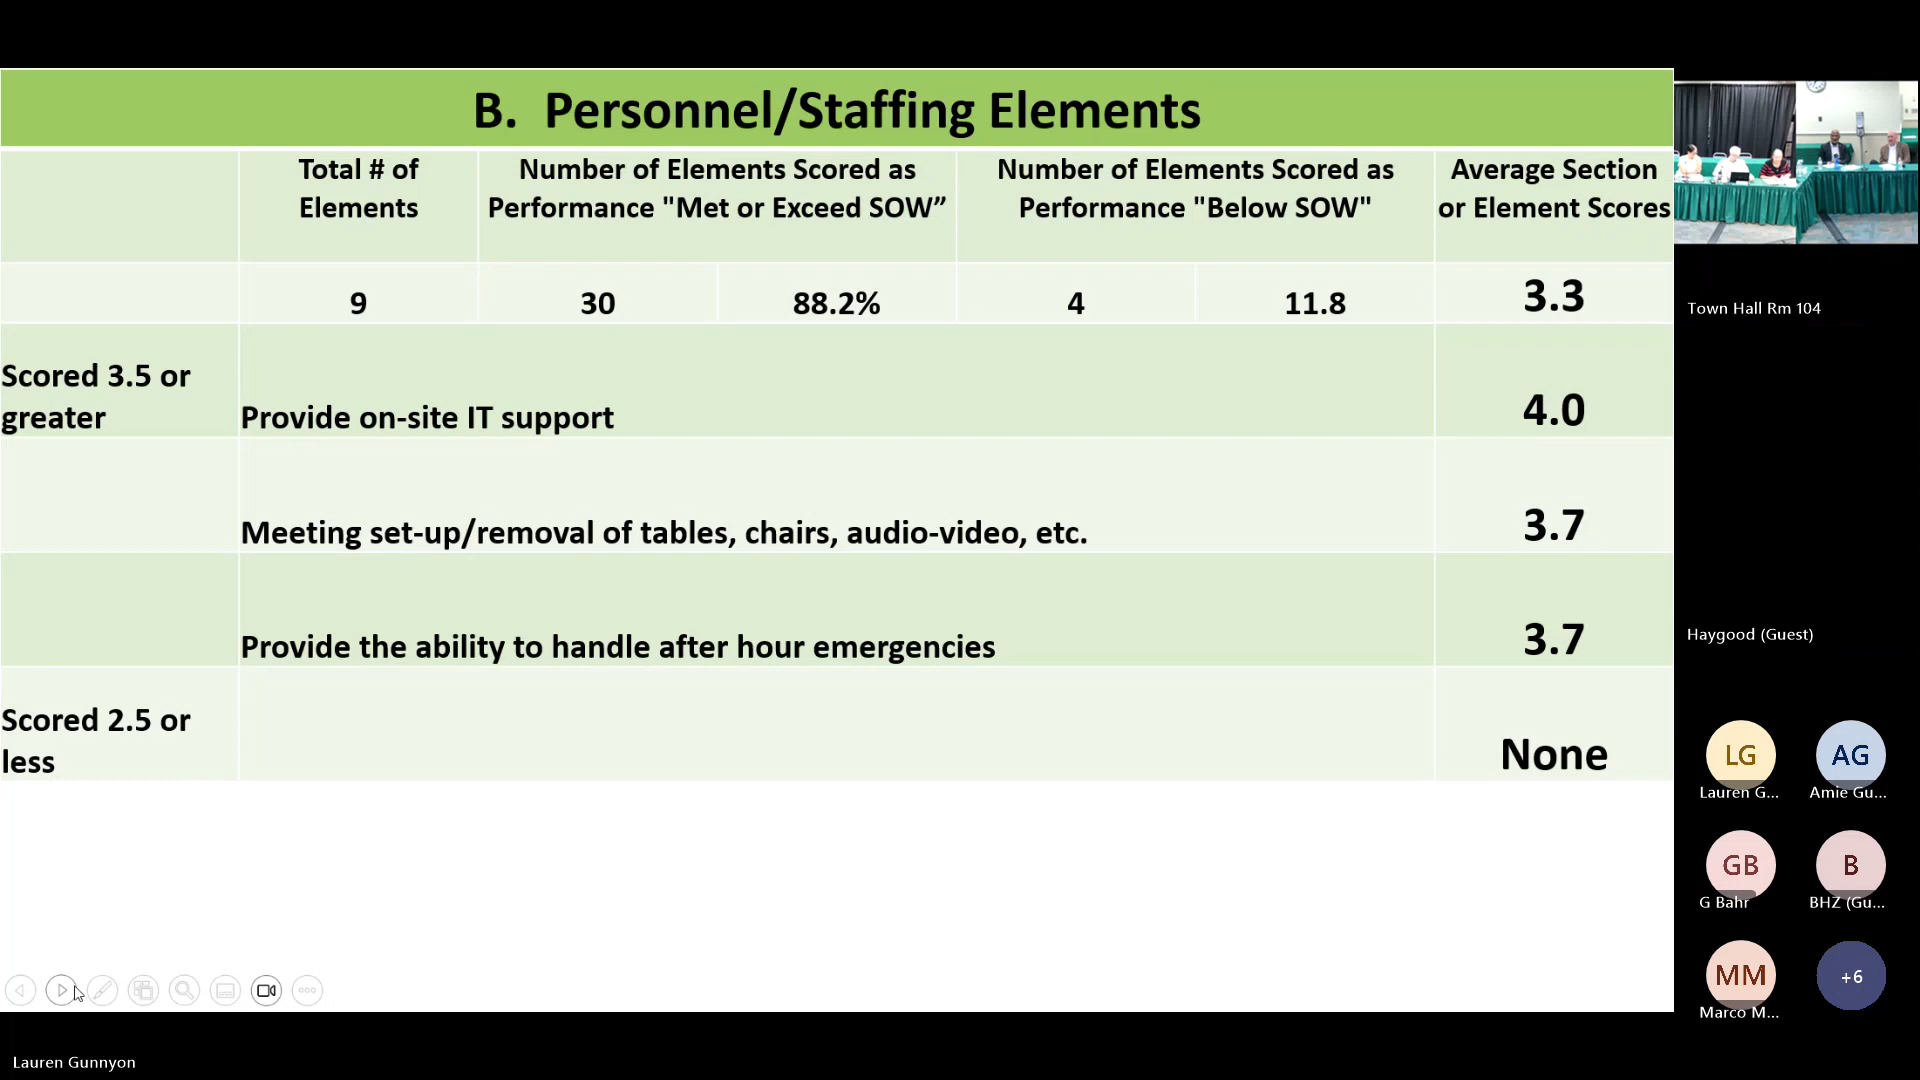 B.  Personnel/Staffing Elements
Total # of
Elements
Number of Elements Scored as
Performance "Met or Exceed SOW”
Number of Elements Scored as
Performance "Below SOW"
Average Section
or Element Scores
9
30
88.2%
4
11.8
3.3
Scored 3.5 or
greater
Provide on-site IT support
4.0
Meeting set-up/removal of tables, chairs, audio-video, etc.
3.7
Provide the ability to handle after hour emergencies
3.7
Scored 2.5 or
less
None
Town Hall Rm 104
Haygood (Guest)
LG
Lauren G...
AG
Amie Gu...
GB
G Bahr
B
BHZ (Gu...
MM
Marco M...
+6
Lauren Gunnyon